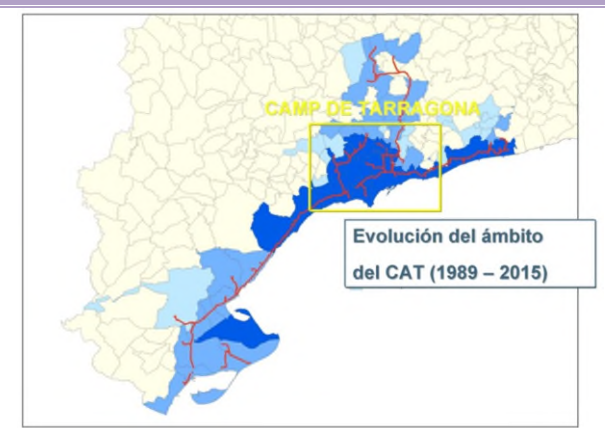 CAMP DE TARRAGONA
Evolución del ámbito
del CAT (1989 – 2015)